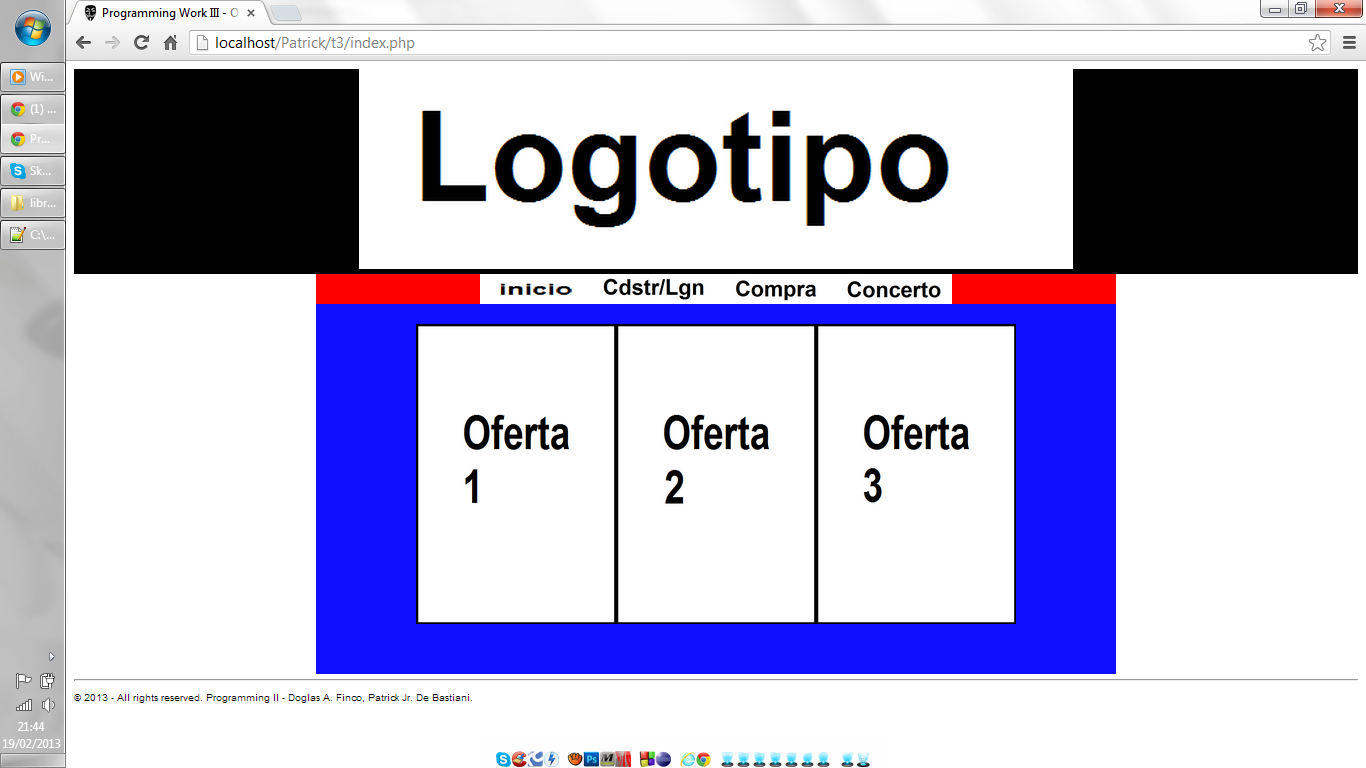 Programming Work III - O
localhost/Patrick/t3/index.php
Wi...
(1) ...
Pr...
Sk...
libr...
C:\...
Logotipo
inicio Cdstr/Lgn Compra Concerto
Oferta 1
Oferta 2
Oferta 3
© 2013 - All rights reserved. Programming II - Doglas A. Finco, Patrick Jr. De Bastiani.
21:44
19/02/2013
Ps